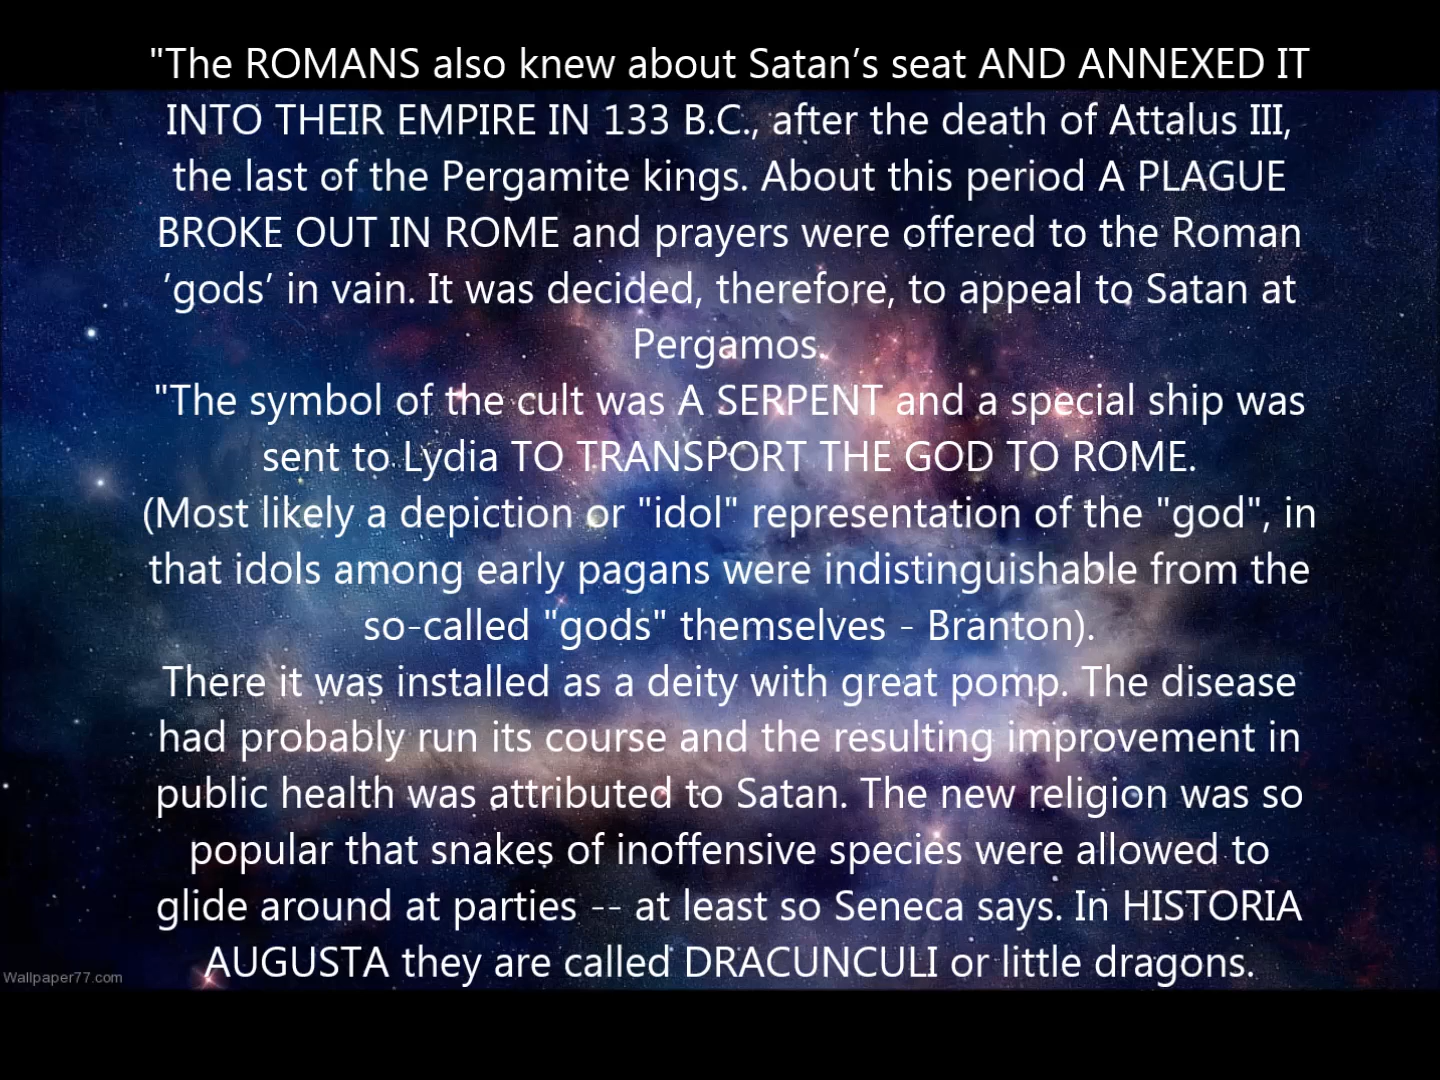 "The ROMANS also knew about Satan’s seat AND ANNEXED IT
INTO THEIR EMPIRE IN 133 B.C., after the death of Attalus III,
the last of the Pergamite kings. About this period A PLAGUE
BROKE OUT IN ROME and prayers were offered to the Roman
‘gods’ in vain. It was decided, therefore, to appeal to Satan at
Pergamos.
"The symbol of the cult was A SERPENT and a special ship was
sent to Lydia TO TRANSPORT THE GOD TO ROME.
(Most likely a depiction or "idol" representation of the "god", in
that idols among early pagans were indistinguishable from the
so-called "gods" themselves - Branton).
There it was installed as a deity with great pomp. The disease
had probably run its course and the resulting improvement in
public health was attributed to Satan. The new religion was so
popular that snakes of inoffensive species were allowed to
glide around at parties -- at least so Seneca says. In HISTORIA
AUGUSTA they are called DRACUNCULI or little dragons.
Wallpaper77.com